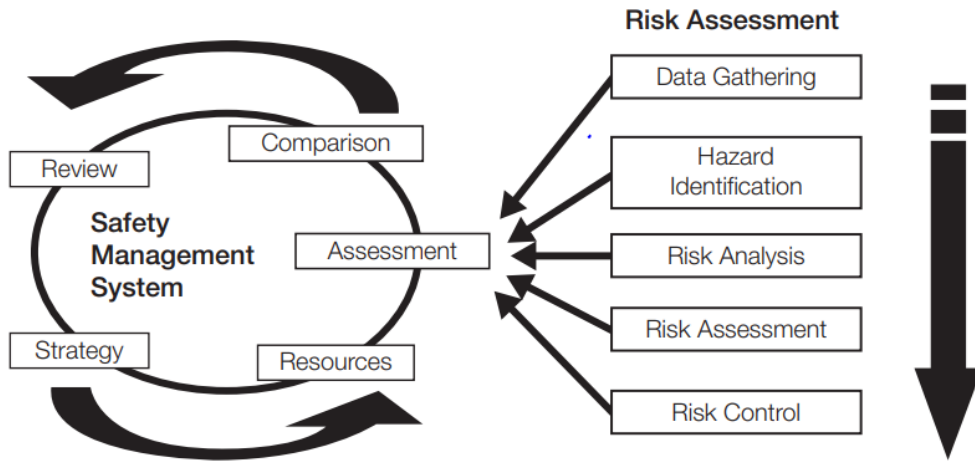 Risk Assessment
Data Gathering
Comparison
Hazard
Identification
Review
Safety
Management
System
Assessment
Risk Analysis
Risk Assessment
Strategy
Resources
Risk Control